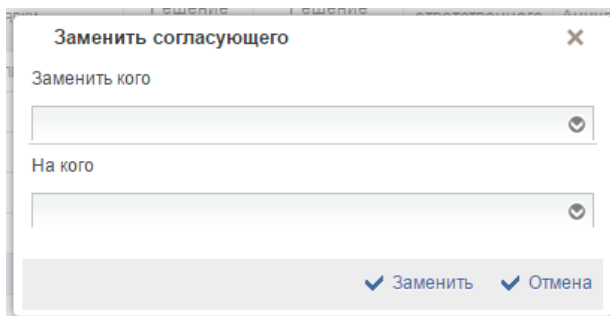 Заменить согласующего
Заменить кого
На кого
Заменить Отмена